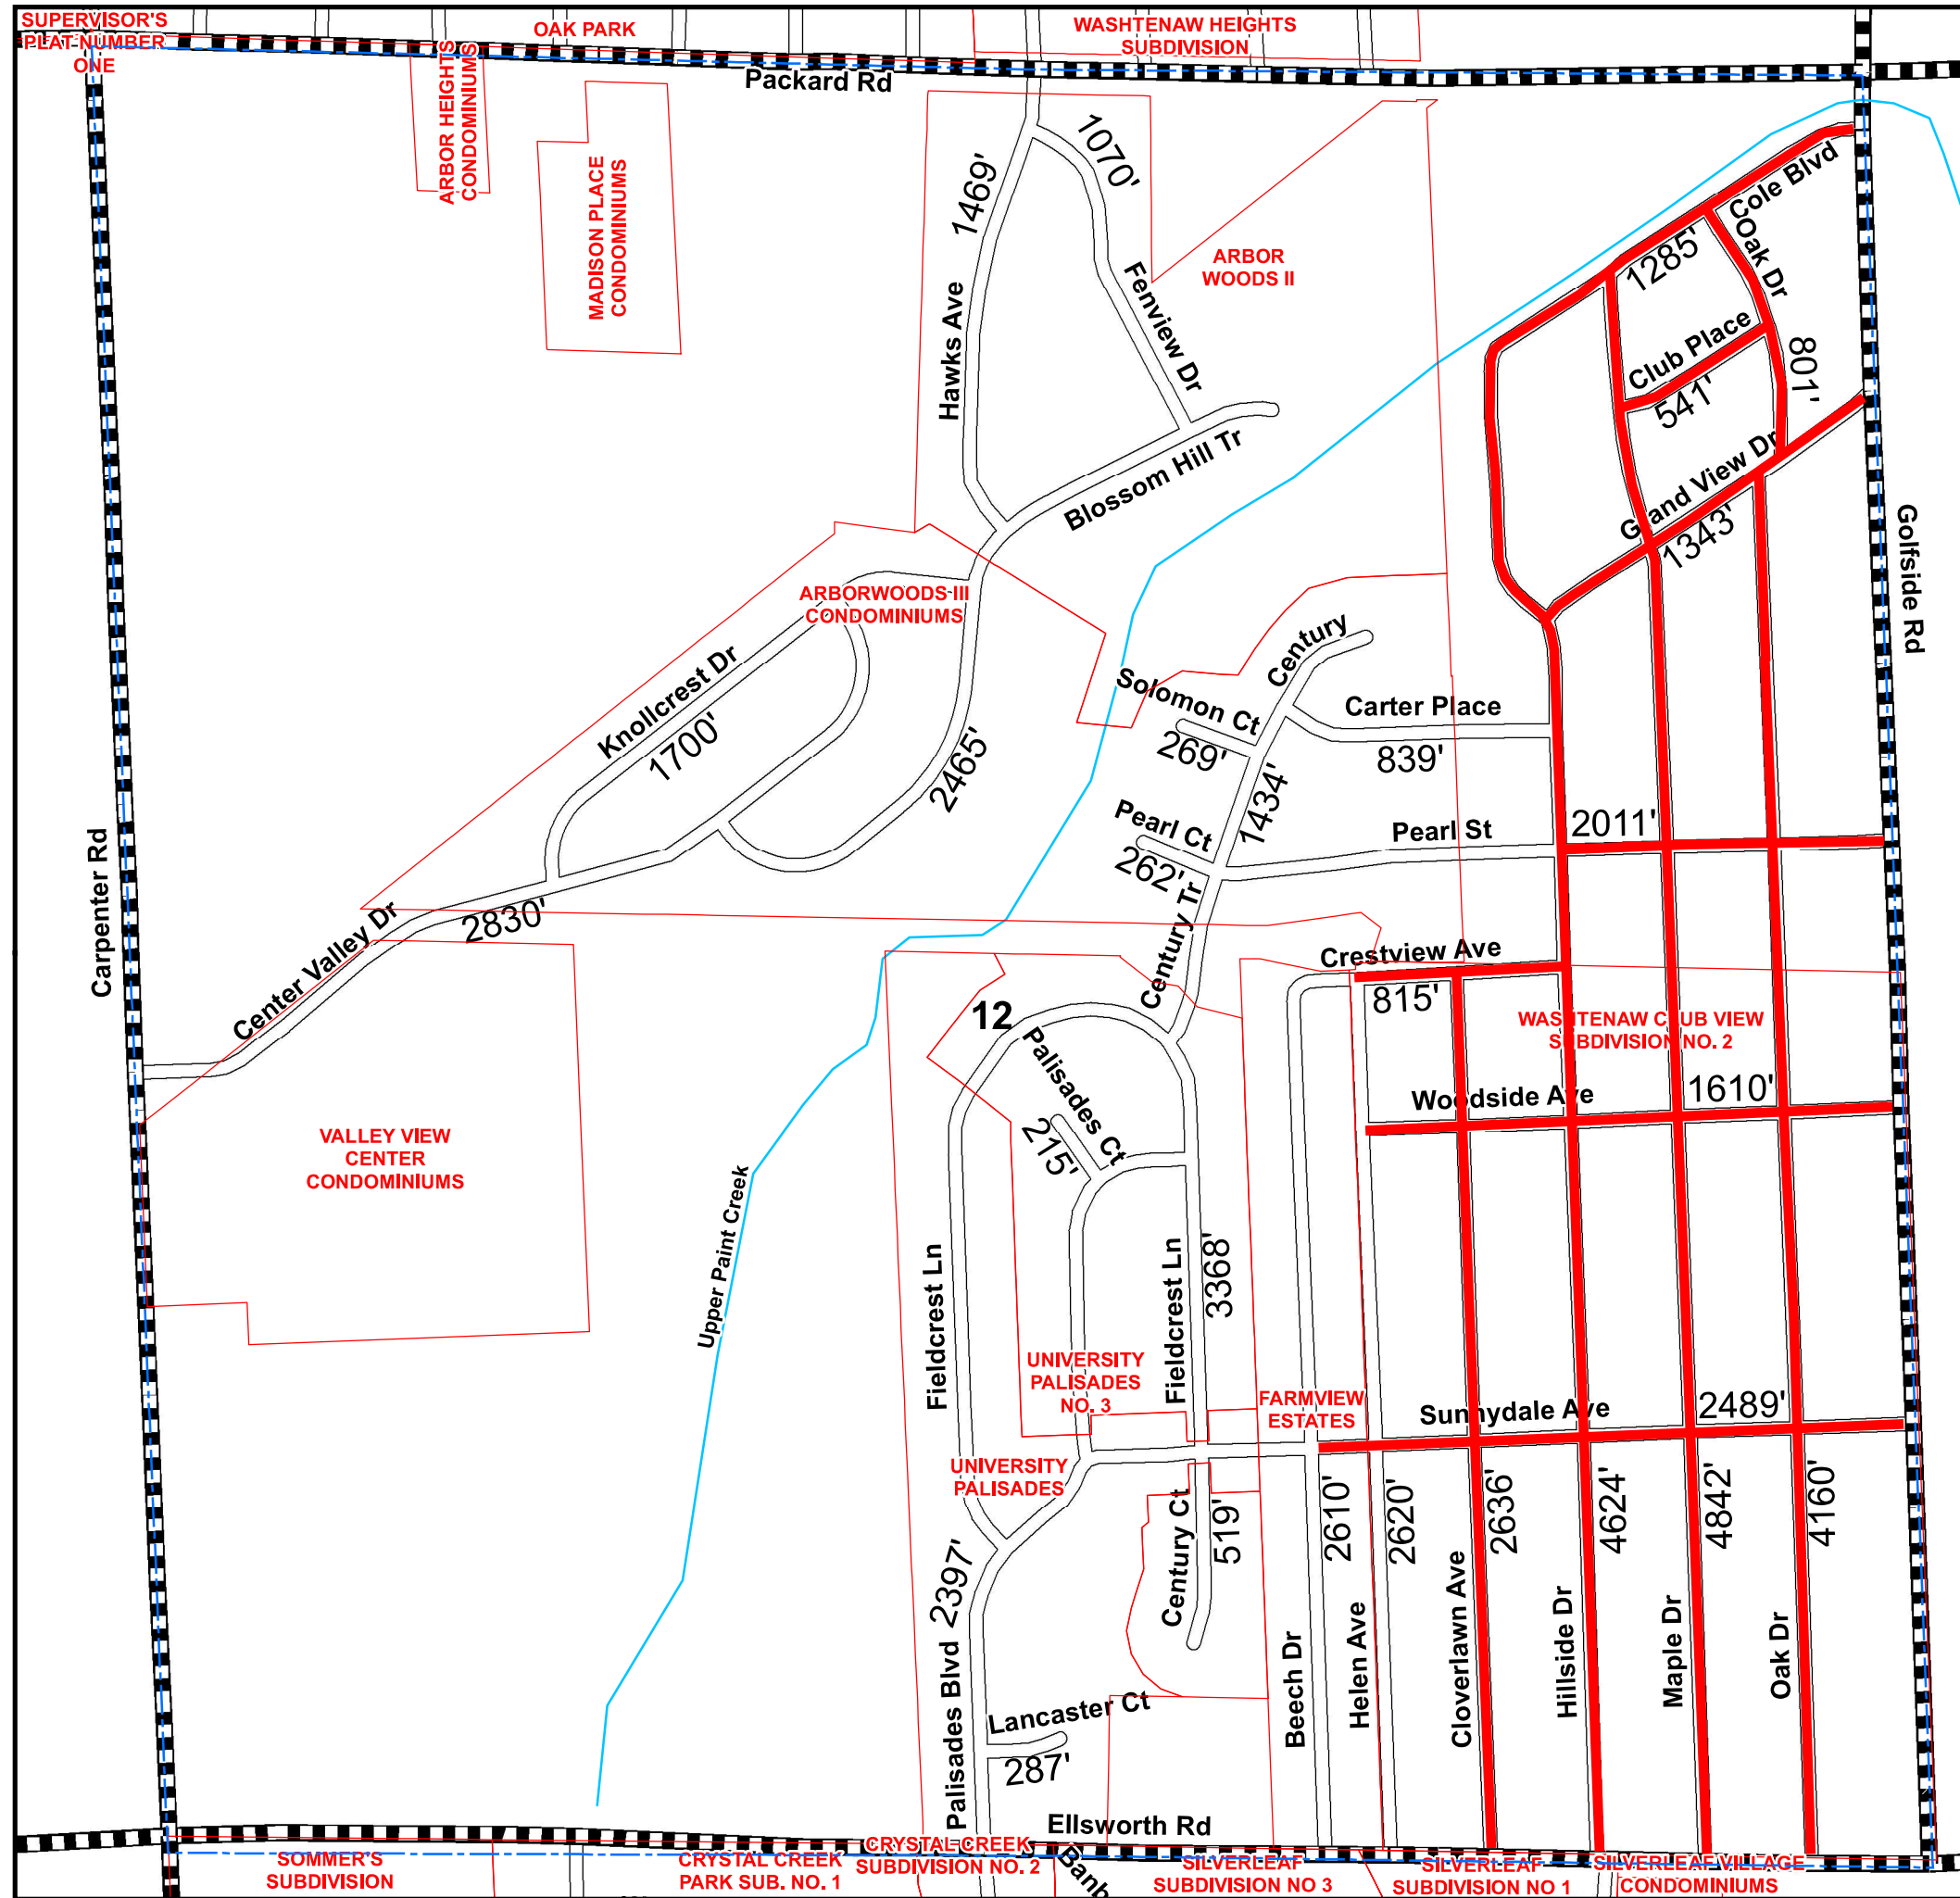 SUPERVISOR'S
PLAT NUMBER
ONE
OAK PARK
WASHTENAW HEIGHTS
SUBDIVISION
Packard Rd
ARBOR HEIGHTS
CONDOMINIUMS
MADISON PLACE
CONDOMINIUMS
1469'
1070'
Hawks Ave
Fenview Dr
ARBOR
WOODS II
Blossom Hill Tr
Cole Blvd
1285'
Oak Dr
Club Place
541'
801'
Grand View Dr
1343'
Golfside Rd
ARBORWOODS III
CONDOMINIUMS
Knollcrest Dr
1700'
2465'
Century
Solomon Ct
269'
Carter Place
839'
1434'
Pearl Ct
262'
Pearl St
2011'
Carpenter Rd
Center Valley Dr
2830'
Century Tr
Crestview Ave
815'
12
Palisades Ct
215'
WASHTENAW CLUB VIEW
SUBDIVISION NO. 2
Woodside Ave
1610'
VALLEY VIEW
CENTER
CONDOMINIUMS
Upper Paint Creek
Fieldcrest Ln
Fieldcrest Ln
3368'
UNIVERSITY
PALISADES
NO. 3
FARMVIEW
ESTATES
Sunnydale Ave
2489'
UNIVERSITY
PALISADES
2397'
Century Ct
519'
2610'
2620'
2636'
4624'
4842'
4160'
Palisades Blvd
Lancaster Ct
287'
Beech Dr
Helen Ave
Cloverlawn Ave
Hillside Dr
Maple Dr
Oak Dr
Ellsworth Rd
SOMMER'S
SUBDIVISION
CRYSTAL CREEK
PARK SUB. NO. 1
CRYSTAL CREEK
SUBDIVISION NO. 2
SILVERLEAF
SUBDIVISION NO 3
SILVERLEAF
SUBDIVISION NO 1
SILVERLEAF VILLAGE
CONDOMINIUMS